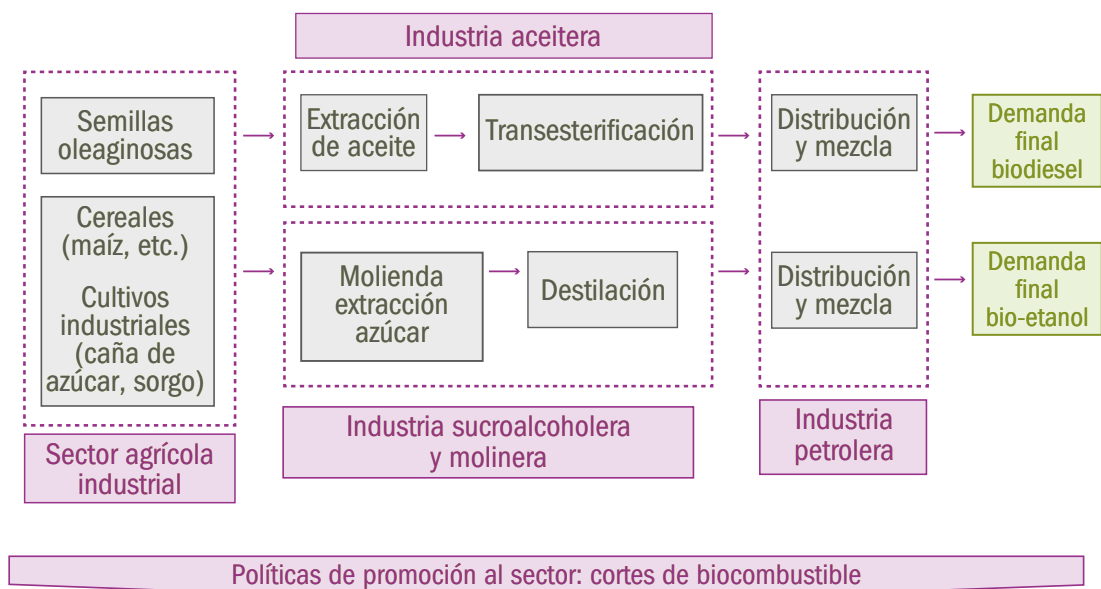 Industria aceitera
Semillas
oleaginosas
Extracción
de aceite
Transesterificación
Distribución
y mezcla
Demanda
final
biodiesel
Cereales
(maíz, etc.)
Cultivos
industriales
(caña de
azúcar, sorgo)
Molienda
extracción
azúcar
Destilación
Distribución
y mezcla
Demanda
final
bio-etanol
Sector agrícola
industrial
Industria sucroalcoholera
y molinera
Industria
petrolera
Políticas de promoción al sector: cortes de biocombustible